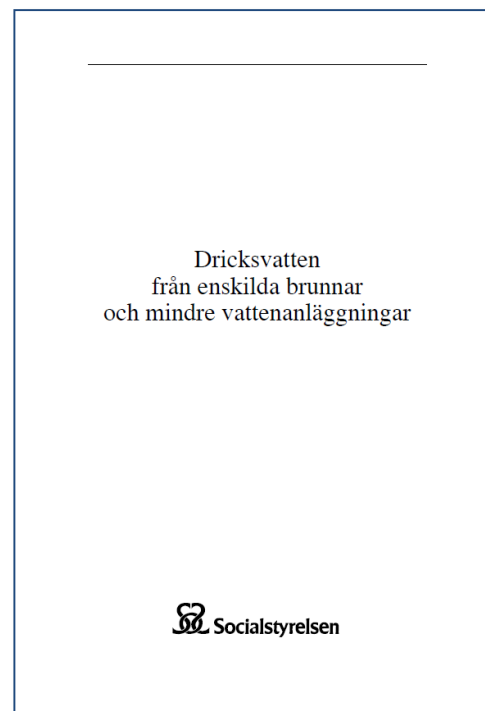 Dricksvatten
från enskilda brunnar
och mindre vattenanläggningar
Socialstyrelsen